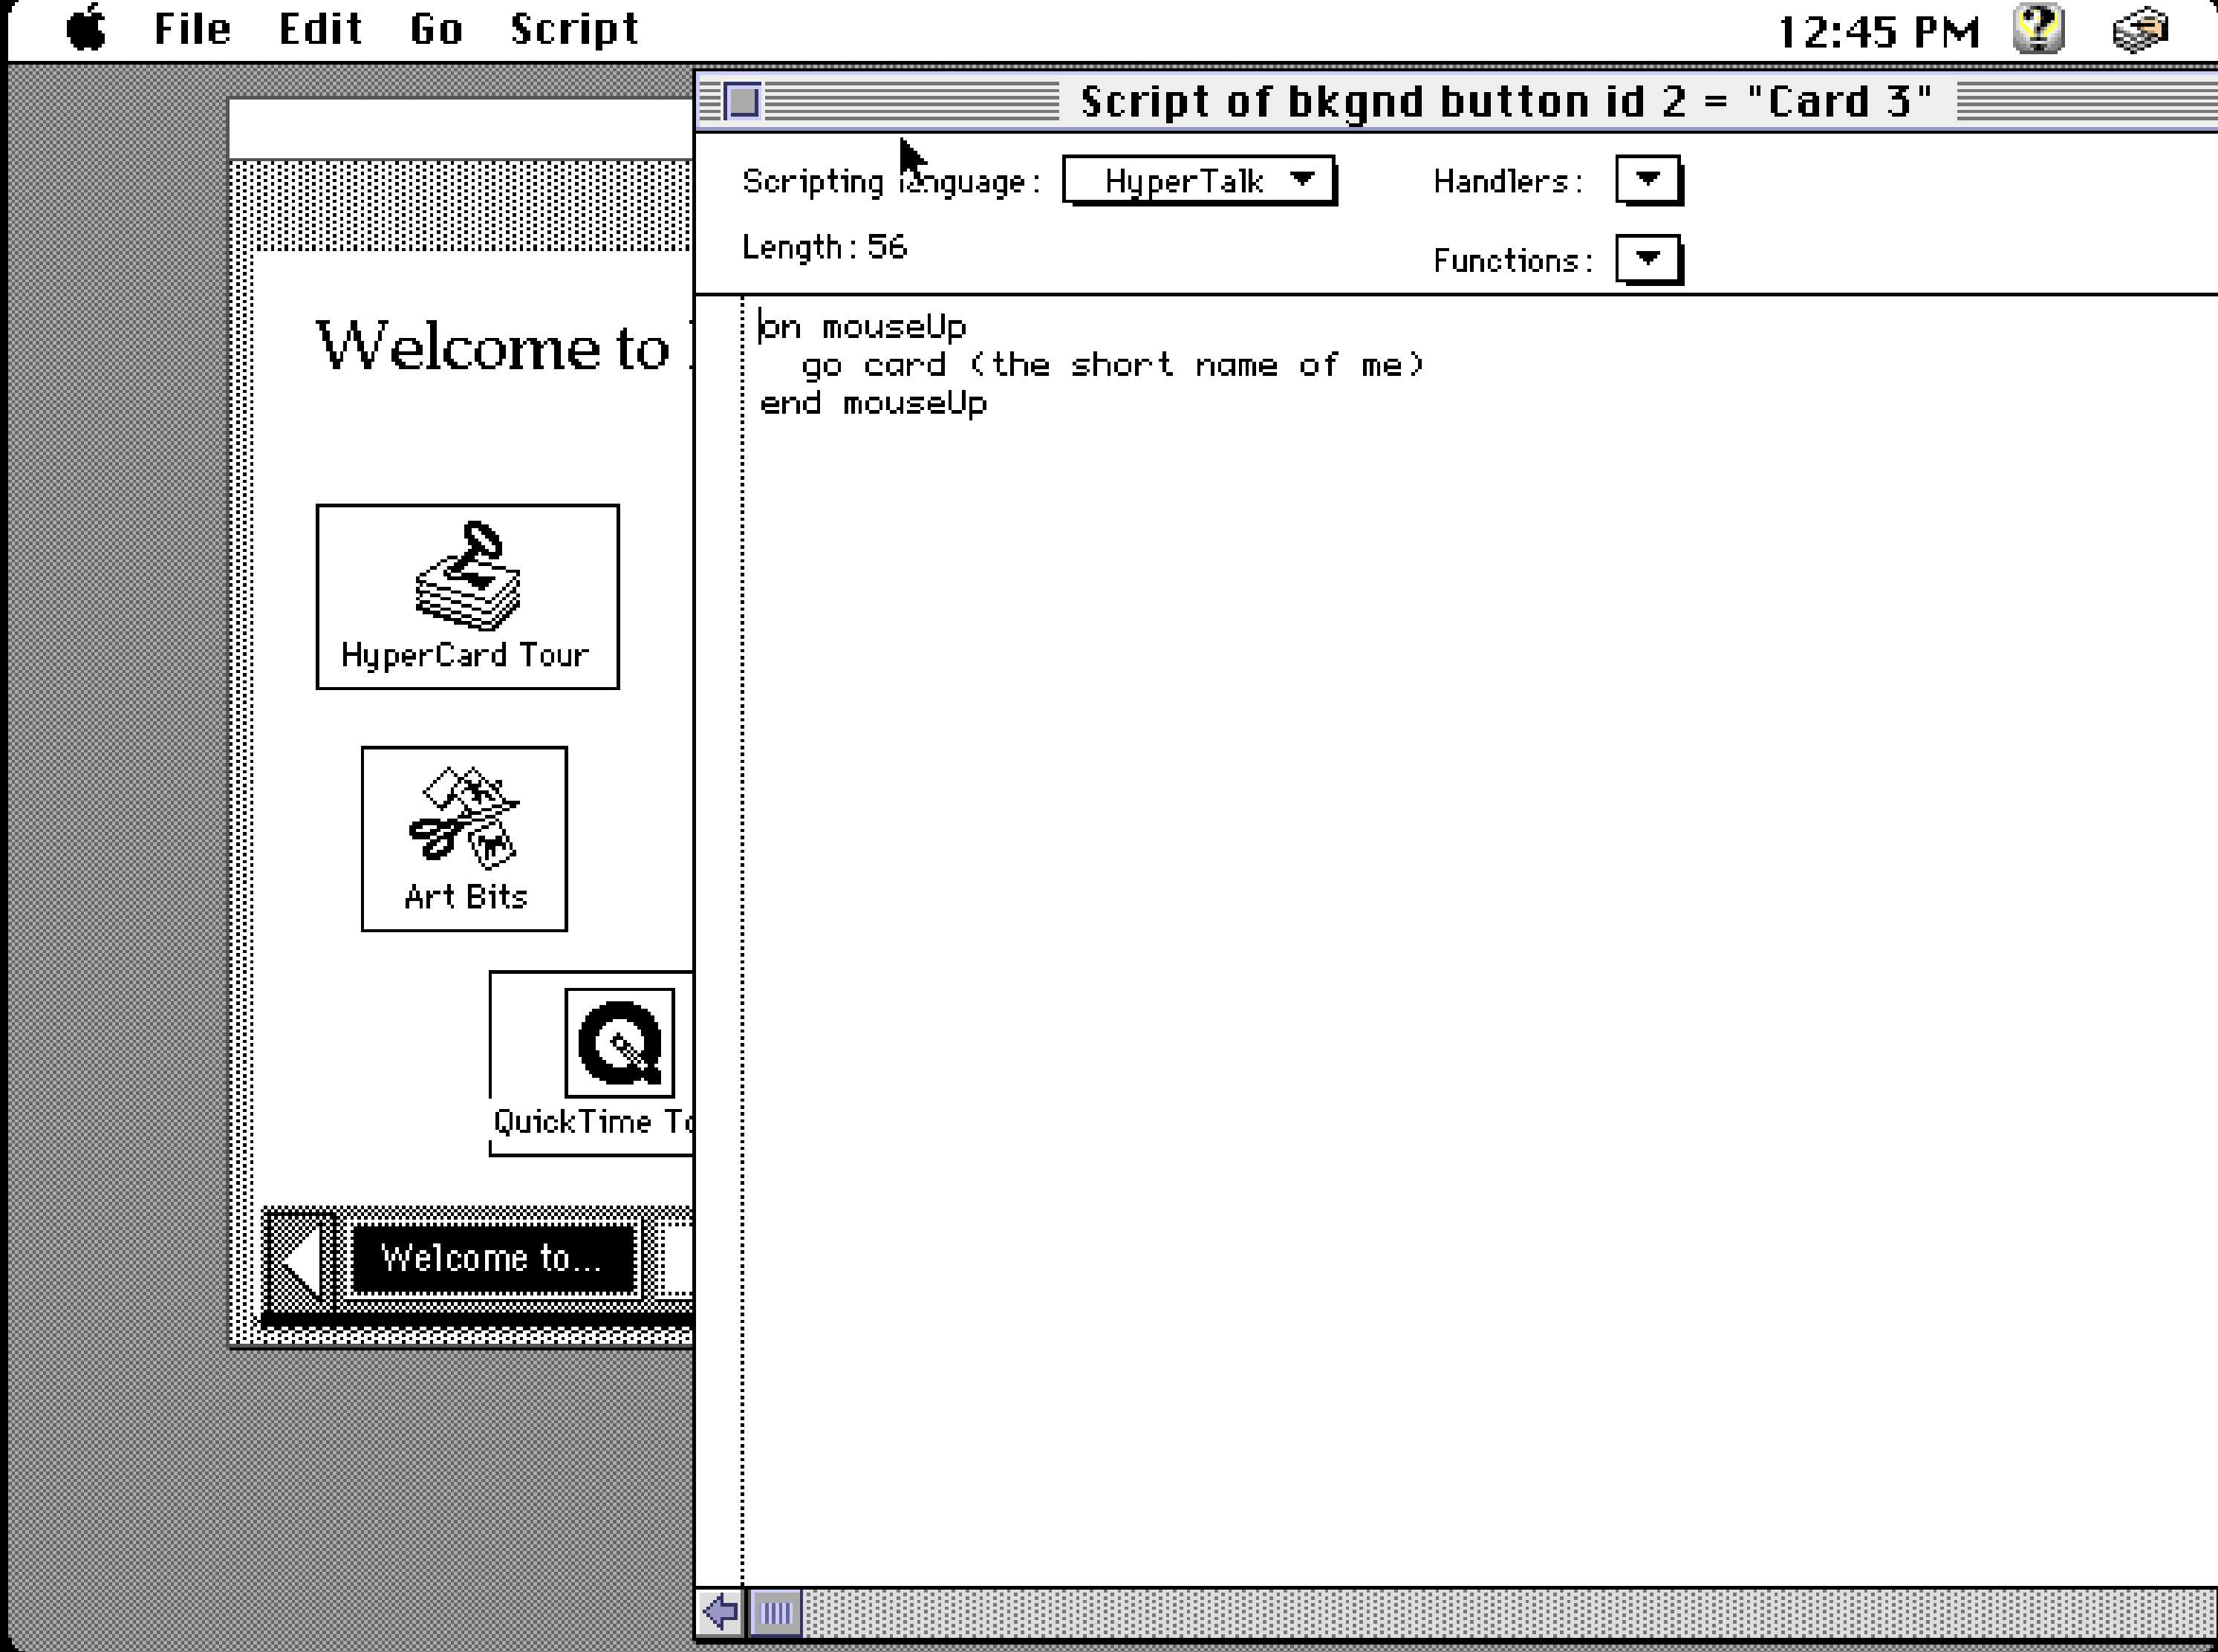 File Edit Go Script 12:45 PM
Script of bkgnd button id 2 = "Card 3"
Scripting language: HyperTalk Handlers:
Length: 56 Functions:
on mouseUp
go card (the short name of me)
end mouseUp
Welcome to
HyperCard Tour
Art Bits
QuickTime
Welcome to...